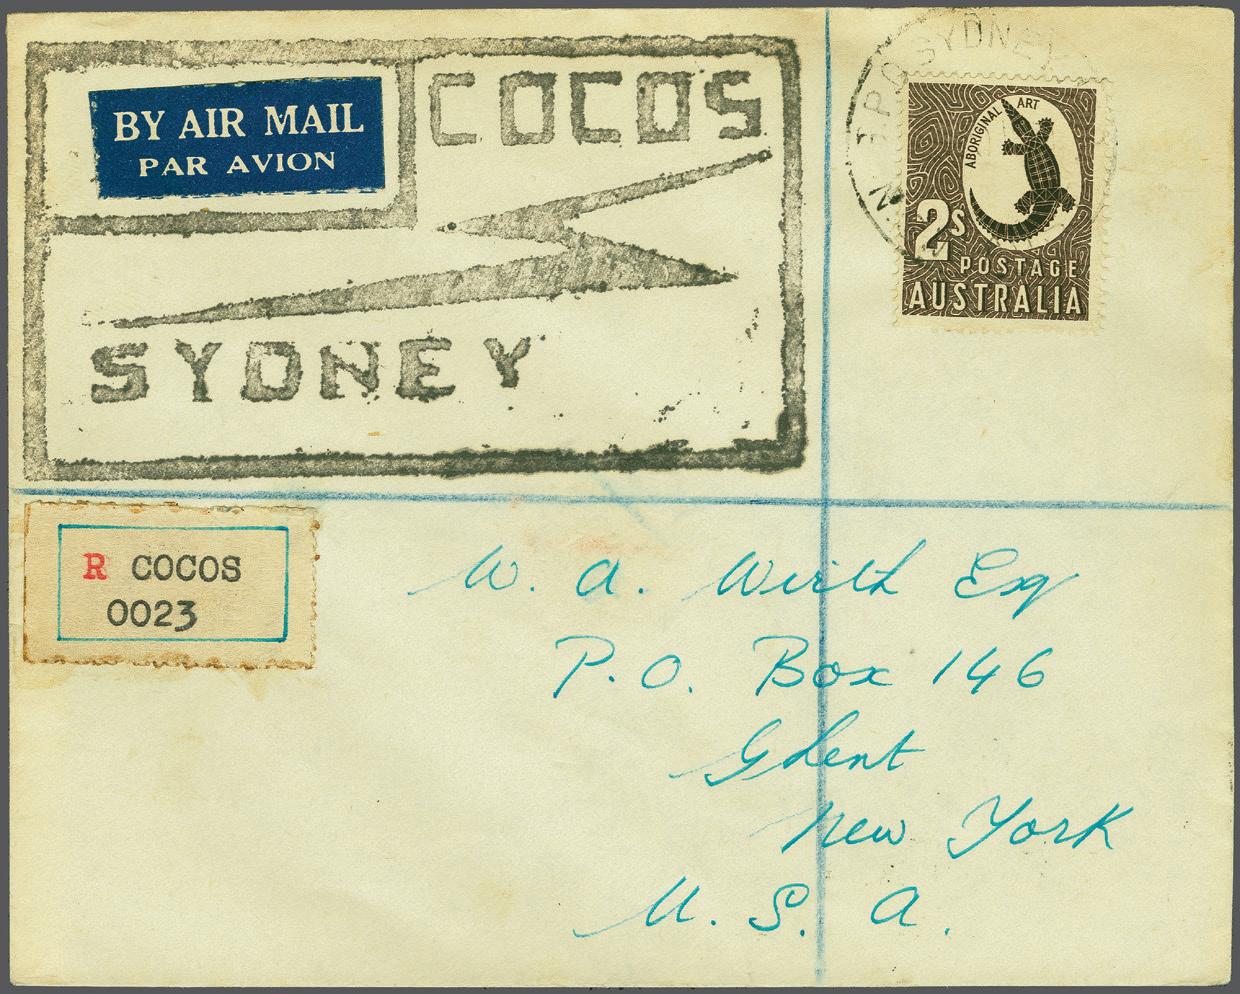 BY AIR MAIL
PAR AVION
COCOS
SYDNEY
G.P.O SYDNEY
ABORIGINAL ART
2s
POSTAGE
AUSTRALIA
R COCOS
0023
W. A. Wirth Esq
P.O. Box 146
Ghent
New York
U.S.A.